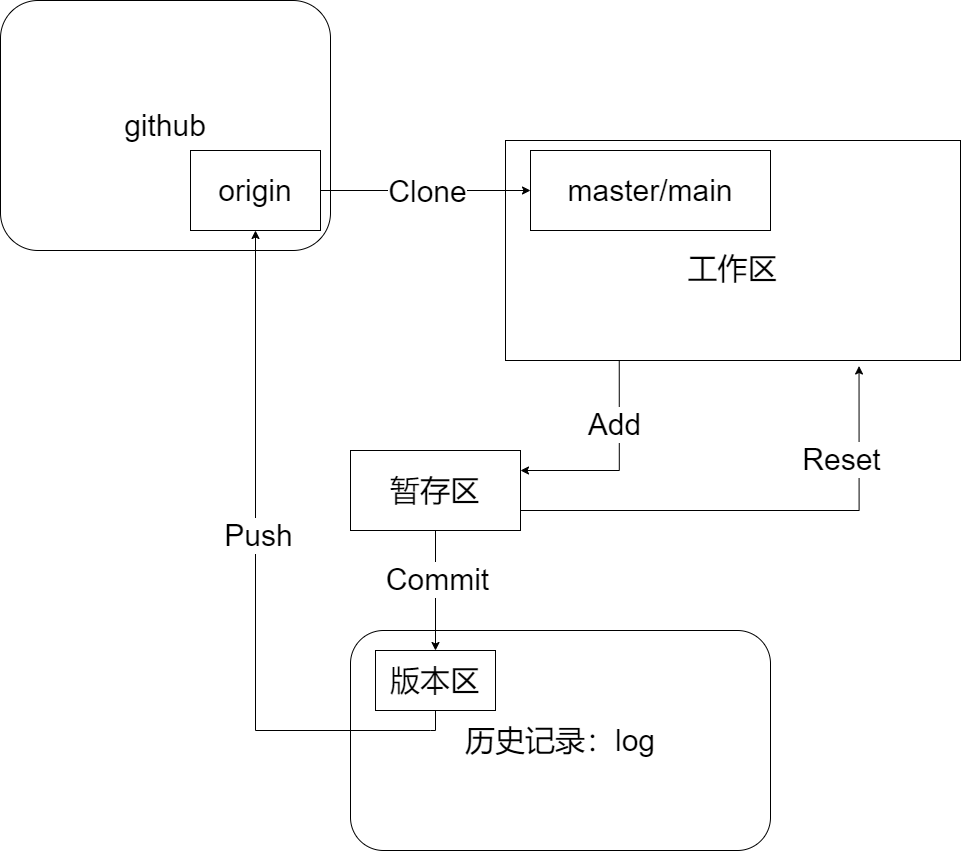 github
origin
Clone
master/main
工作区
Add
Reset
暂存区
Push
Commit
版本区
历史记录：log